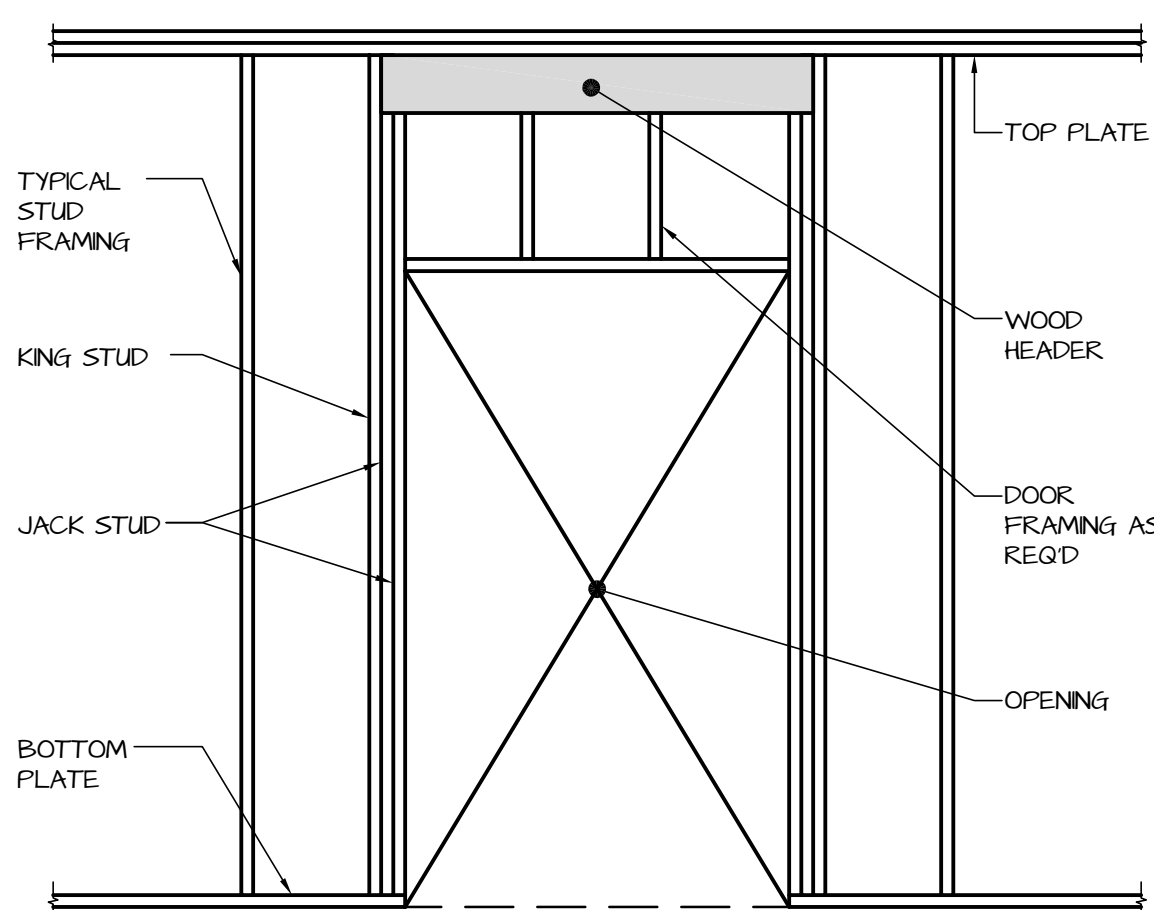 TOP PLATE
TYPICAL
STUD
FRAMING
WOOD
HEADER
KING STUD
DOOR
FRAMING AS
REQ'D
JACK STUD
OPENING
BOTTOM
PLATE